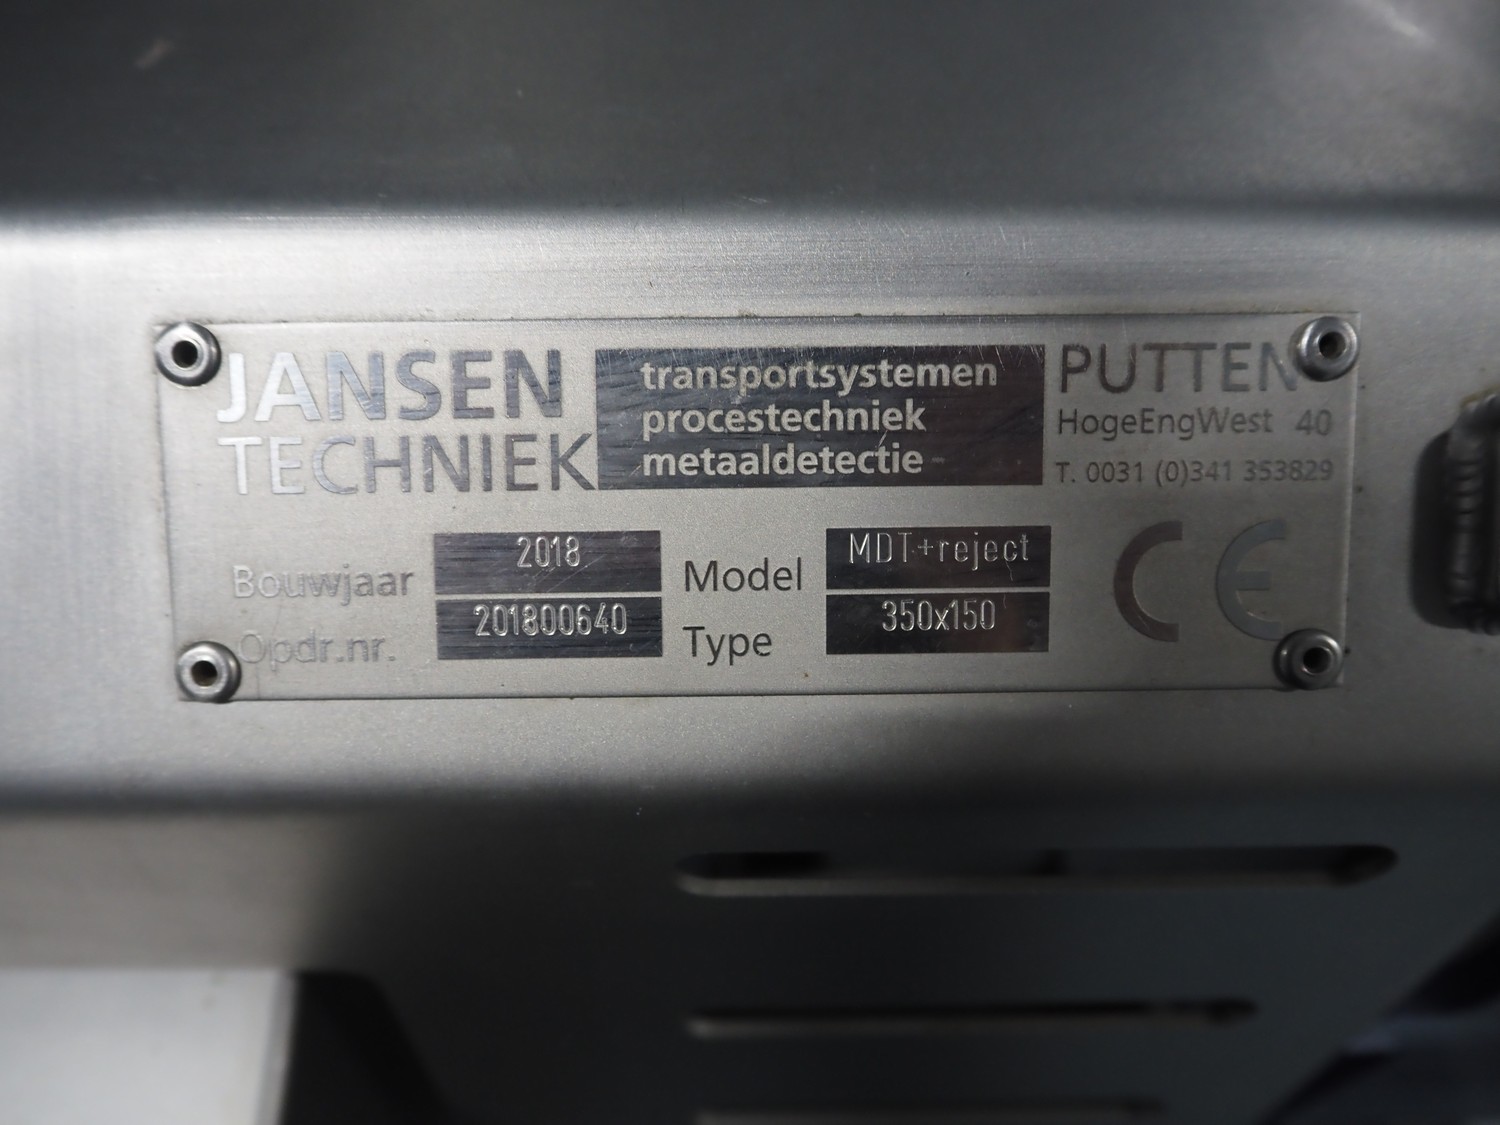 JANSEN
TECHNIEK
transportsystemen
procestechniek
metaaldetectie
PUTTEN
HogeEngWest 40
T. 0031 (0)341 353829
Bouwjaar 2018 Model MDT+reject
Opdr.nr. 201800640 Type 350x150
CE